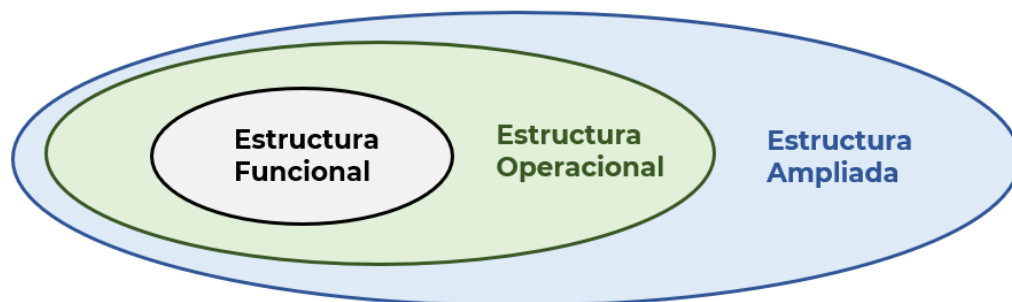 Estructura
Funcional
Estructura
Operacional
Estructura
Ampliada